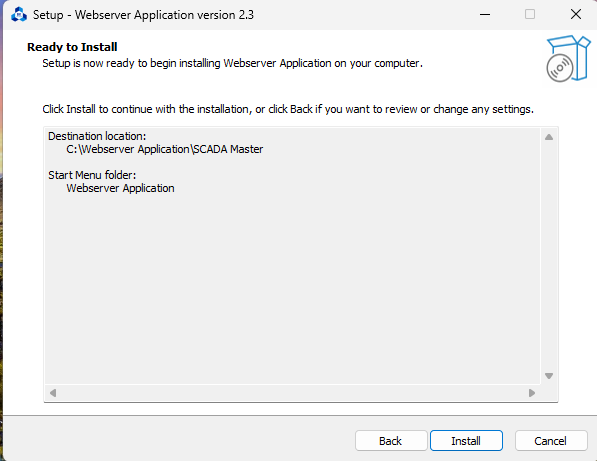 Setup - Webserver Application version 2.3
Ready to Install
Setup is now ready to begin installing Webserver Application on your computer.
Click Install to continue with the installation, or click Back if you want to review or change any settings.
Destination location:
C:\Webserver Application\SCADA Master
Start Menu folder:
Webserver Application
Back
Install
Cancel